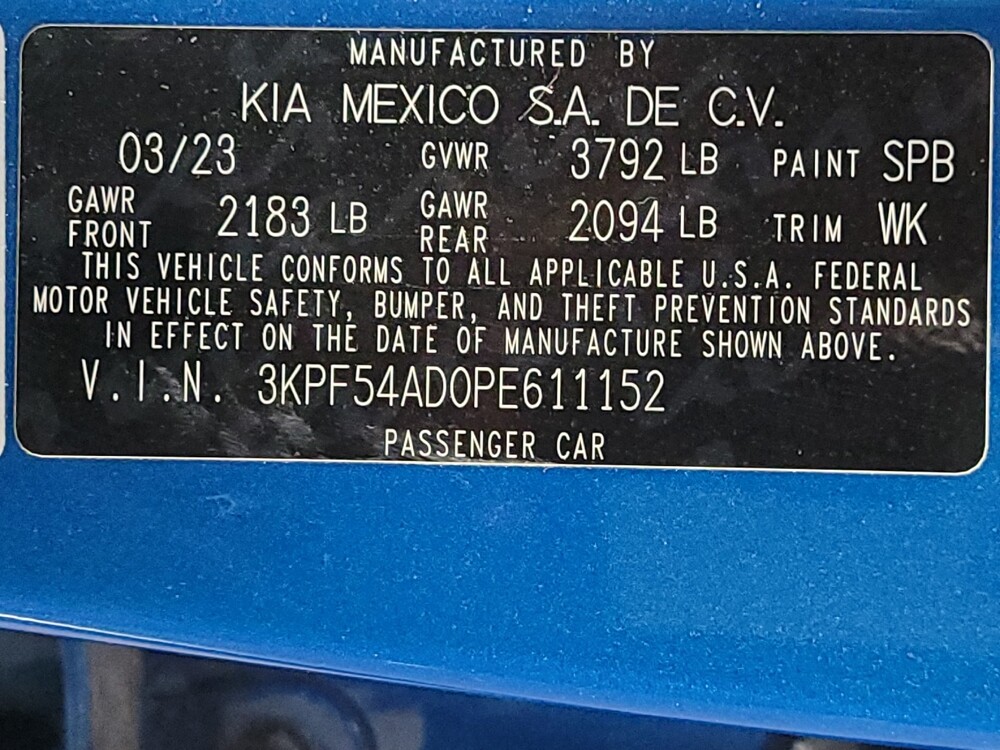 MANUFACTURED BY
KIA MEXICO S.A. DE C.V.
03/23 GVWR 3792 LB PAINT SPB
GAWR FRONT 2183 LB GAWR REAR 2094 LB TRIM WK
THIS VEHICLE CONFORMS TO ALL APPLICABLE U.S.A. FEDERAL
MOTOR VEHICLE SAFETY, BUMPER, AND THEFT PREVENTION STANDARDS
IN EFFECT ON THE DATE OF MANUFACTURE SHOWN ABOVE.
V.I.N. 3KPF54AD0PE611152
PASSENGER CAR